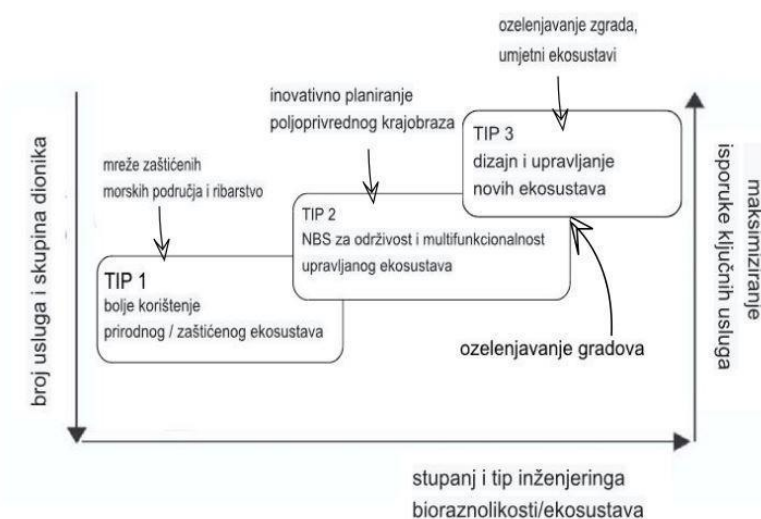 ozelenjavanje zgrada,
umjetni ekosustavi
inovativno planiranje
poljoprivrednog krajobraza
mreže zaštićenih
morskih područja i ribarstvo
TIP 3
dizajn i upravljanje
novih ekosustava
TIP 2
NBS za održivost i multifunkcionalnost
upravljanog ekosustava
TIP 1
bolje korištenje
prirodnog / zaštićenog ekosustava
ozelenjavanje gradova
broj usluga i skupina dionika
maksimiziranje
isporuke ključnih usluga
stupanj i tip inženjeringa
bioraznolikosti/ekosustava